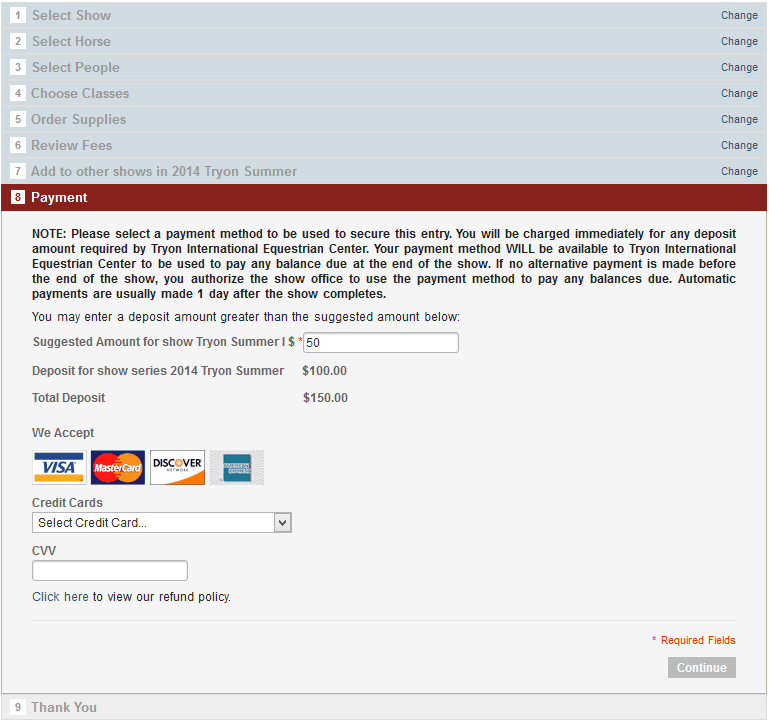 1 Select Show Change
2 Select Horse Change
3 Select People Change
4 Choose Classes Change
5 Order Supplies Change
6 Review Fees Change
7 Add to other shows in 2014 Tryon Summer Change
8 Payment
NOTE: Please select a payment method to be used to secure this entry. You will be charged immediately for any deposit
amount required by Tryon International Equestrian Center. Your payment method WILL be available to Tryon International
Equestrian Center to be used to pay any balance due at the end of the show. If no alternative payment is made before
the end of the show, you authorize the show office to use the payment method to pay any balances due. Automatic
payments are usually made 1 day after the show completes.
You may enter a deposit amount greater than the suggested amount below:
Suggested Amount for show Tryon Summer I $ * 50
Deposit for show series 2014 Tryon Summer $100.00
Total Deposit $150.00
We Accept
VISA MasterCard DISCOVER NETWORK AMERICAN EXPRESS
Credit Cards
Select Credit Card...
CVV
Click here to view our refund policy.
* Required Fields
Continue
9 Thank You